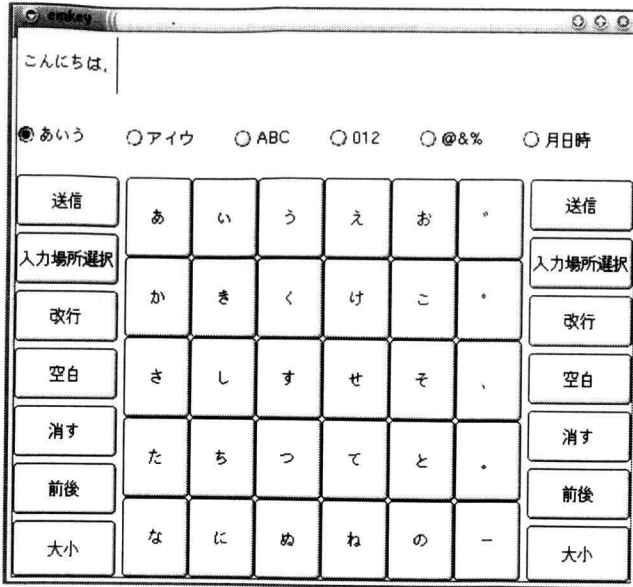 emkey
こんにちは、
あいう アイウ ABC 012 @&% 月日時
送信 あ い う え お ゛ 送信
入力場所選択 入力場所選択
改行 か き く け こ ゜ 改行
空白 さ し す せ そ 、 空白
消す 消す
前後 た ち つ て と 。 前後
大小 な に ぬ ね の ー 大小